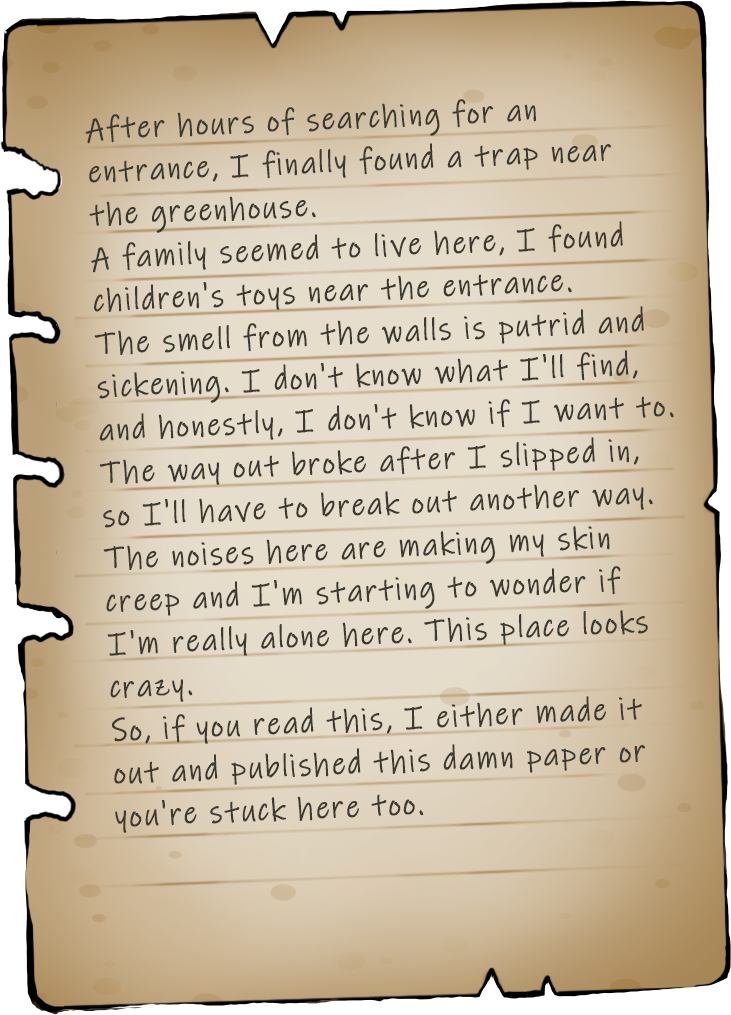 After hours of searching for an
entrance, I finally found a trap near
the greenhouse.
A family seemed to live here, I found
children's toys near the entrance.
The smell from the walls is putrid and
sickening. I don't know what I'll find,
and honestly, I don't know if I want to.
The way out broke after I slipped in,
so I'll have to break out another way.
The noises here are making my skin
creep and I'm starting to wonder if
I'm really alone here. This place looks
crazy.
So, if you read this, I either made it
out and published this damn paper or
you're stuck here too.